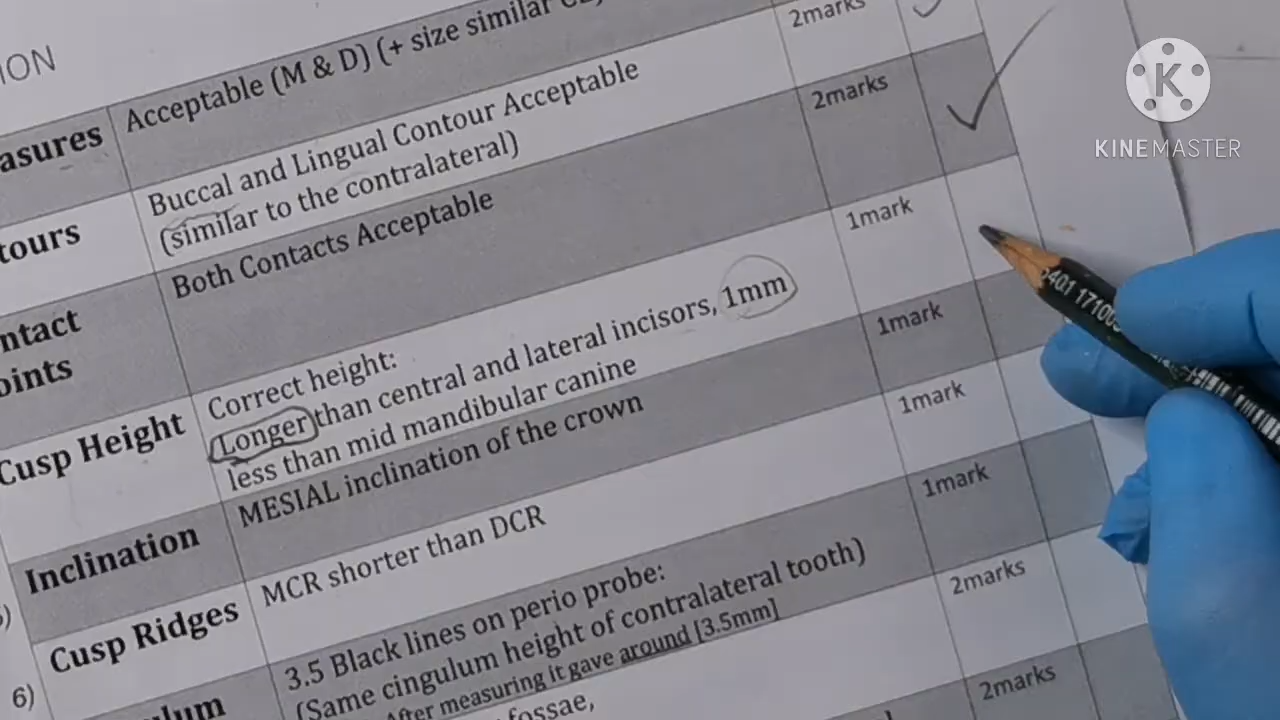 ION
Acceptable (M & D) (+ size similar
2marks
asures
Buccal and Lingual Contour Acceptable
(similar to the contralateral)
2marks
tours
Both Contacts Acceptable
1mark
ntact
oints
Cusp Height
Correct height:
Longer than central and lateral incisors, 1mm
less than mid mandibular canine
1mark
Inclination
MESIAL inclination of the crown
1mark
Cusp Ridges
MCR shorter than DCR
1mark
6)
3.5 Black lines on perio probe:
(Same cingulum height of contralateral tooth)
After measuring it gave around [3.5mm]
2marks
ulum
fossae,
2marks
K
KINEMASTER